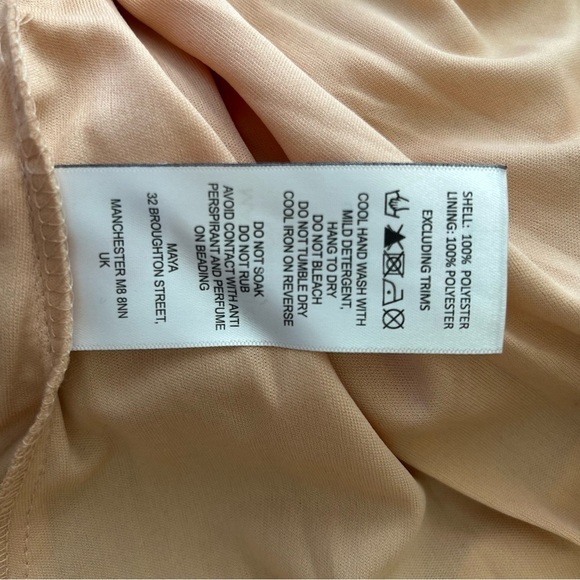 SHELL: 100% POLYESTER
LINING: 100% POLYESTER
EXCLUDING TRIMS
COOL HAND WASH WITH
MILD DETERGENT,
HANG TO DRY
DO NOT BLEACH
DO NOT TUMBLE DRY
COOL IRON ON REVERSE
DO NOT SOAK
DO NOT RUB
AVOID CONTACT WITH ANTI
PERSPIRANT AND PERFUME
ON BEADING
MAYA
32 BROUGHTON STREET,
MANCHESTER M8 8NN
UK